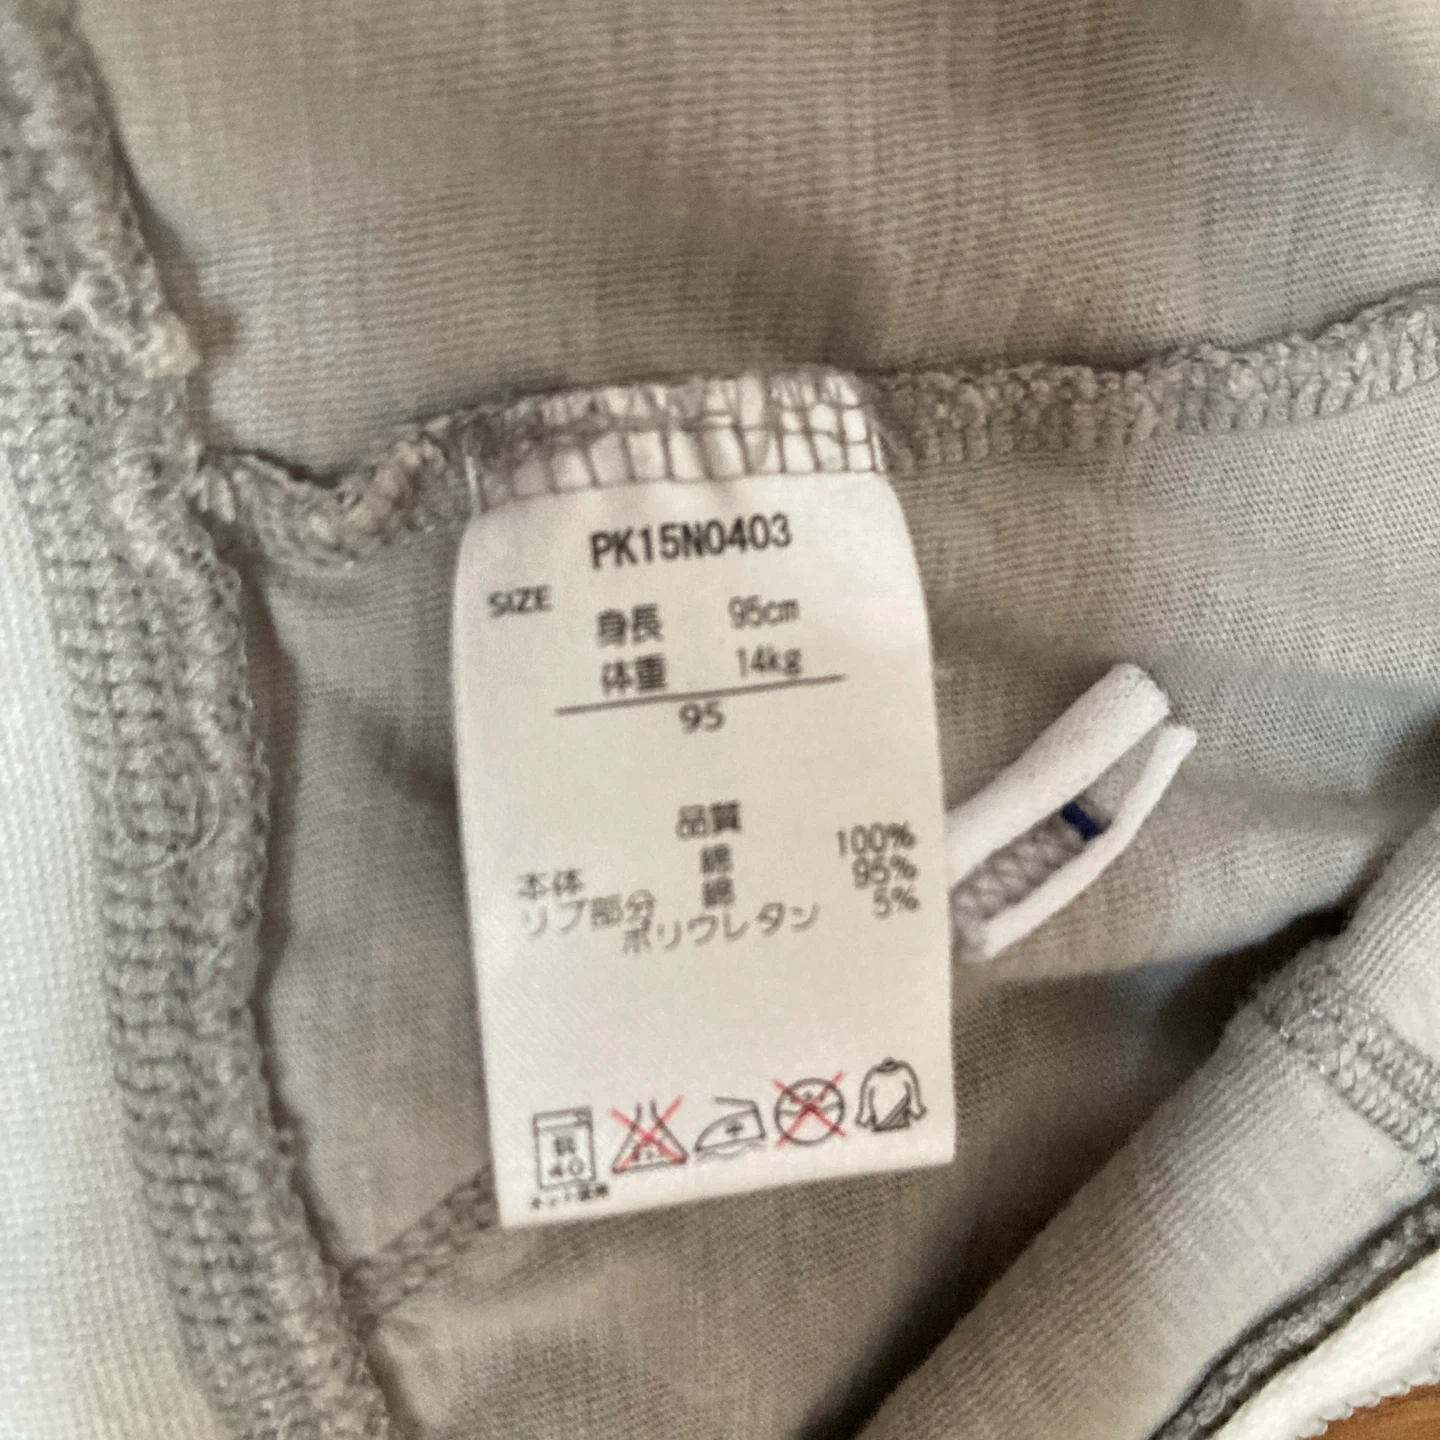 PK15N0403
SIZE
身長 95cm
体重 14kg
95
品質
本体 綿 100%
リブ部分 綿 95%
ポリウレタン 5%
40